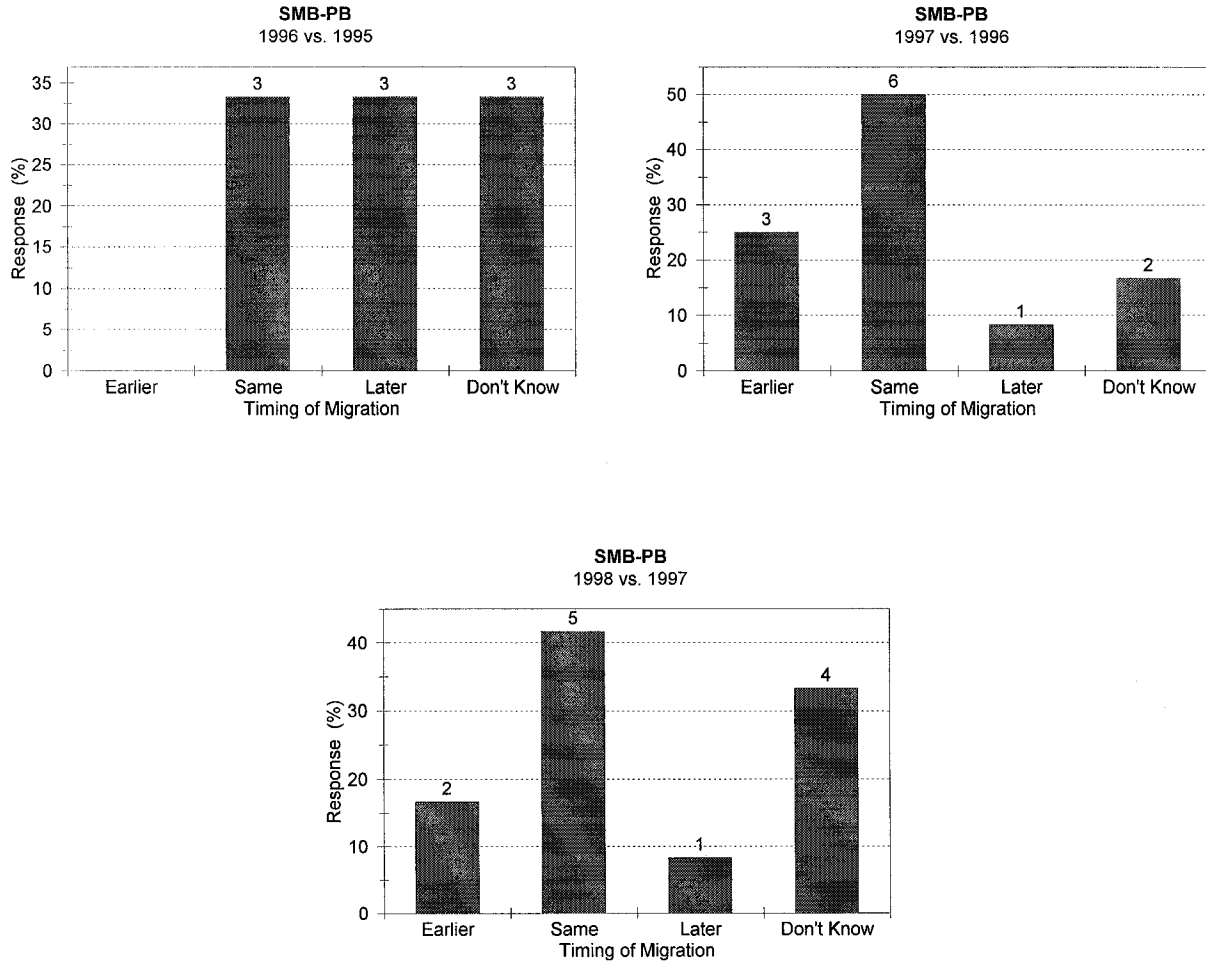 SMB-PB
1996 vs. 1995
35
30
25
20
15
10
5
0
Response (%)
3
3
3
Earlier
Same
Later
Don't Know
Timing of Migration
SMB-PB
1997 vs. 1996
50
40
30
20
10
0
Response (%)
3
6
1
2
Earlier
Same
Later
Don't Know
Timing of Migration
SMB-PB
1998 vs. 1997
40
30
20
10
0
Response (%)
2
5
1
4
Earlier
Same
Later
Don't Know
Timing of Migration